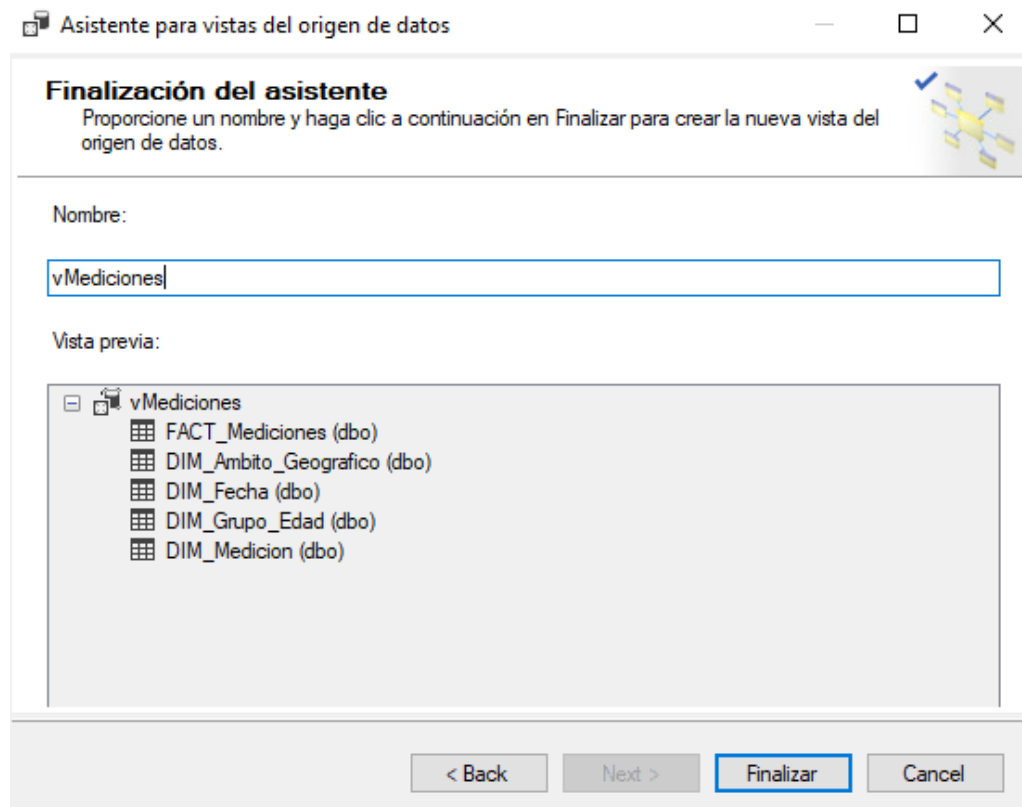 Asistente para vistas del origen de datos
Finalización del asistente
Proporcione un nombre y haga clic a continuación en Finalizar para crear la nueva vista del
origen de datos.
Nombre:
vMediciones
Vista previa:
vMediciones
FACT_Mediciones (dbo)
DIM_Ambito_Geografico (dbo)
DIM_Fecha (dbo)
DIM_Grupo_Edad (dbo)
DIM_Medicion (dbo)
< Back Next > Finalizar Cancel